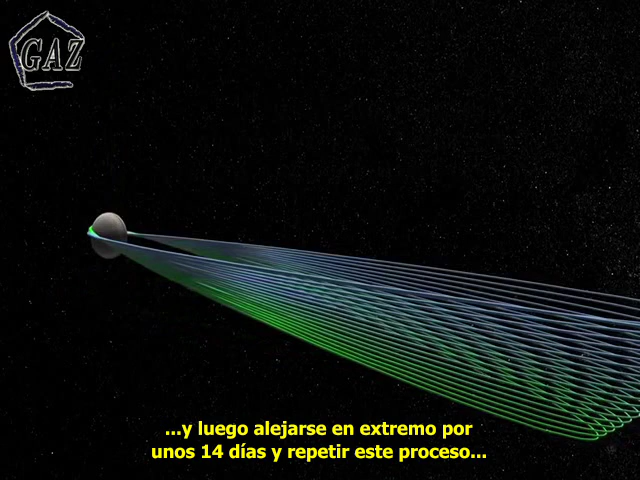 GAZ
...y luego alejarse en extremo por
unos 14 días y repetir este proceso...